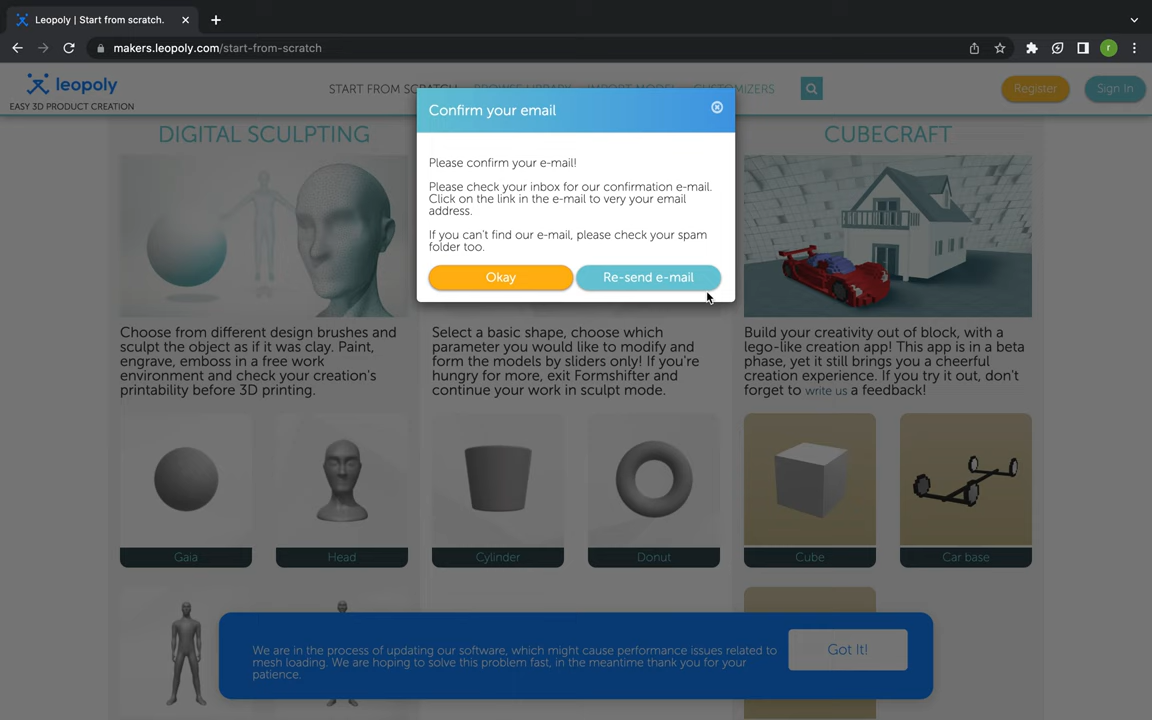 Leopoly | Start from scratch.
makers.leopoly.com/start-from-scratch
r
leopoly
EASY 3D PRODUCT CREATION
START FROM SCRATCH BROWSE LIBRARY IMPORT MODEL CUSTOMIZERS
Register
Sign In
Confirm your email
Please confirm your e-mail!
Please check your inbox for our confirmation e-mail.
Click on the link in the e-mail to very your email
address.
If you can't find our e-mail, please check your spam
folder too.
Okay
Re-send e-mail
DIGITAL SCULPTING
Choose from different design brushes and
sculpt the object as if it was clay. Paint,
engrave, emboss in a free work
environment and check your creation's
printability before 3D printing.
Gaia
Head
Select a basic shape, choose which
parameter you would like to modify and
form the models by sliders only! If you're
hungry for more, exit Formshifter and
continue your work in sculpt mode.
Cylinder
Donut
CUBECRAFT
Build your creativity out of block, with a
lego-like creation app! This app is in a beta
phase, yet it still brings you a cheerful
creation experience. If you try it out, don't
forget to write us a feedback!
Cube
Car base
We are in the process of updating our software, which might cause performance issues related to
mesh loading. We are hoping to solve this problem fast, in the meantime thank you for your
patience.
Got It!